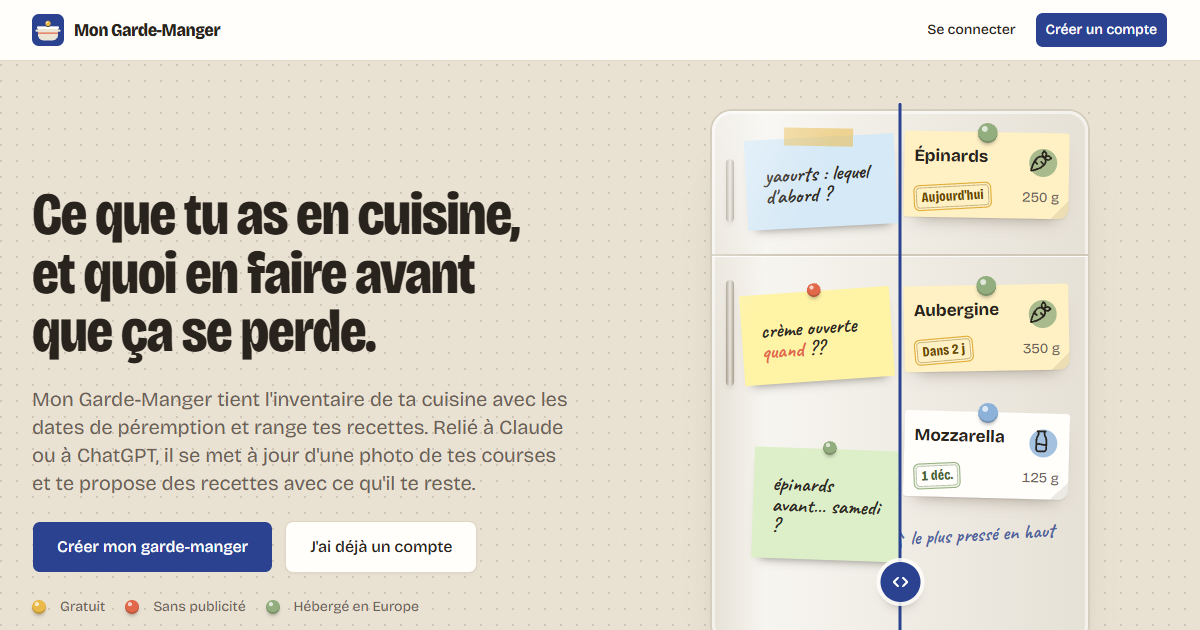 Mon Garde-Manger
Se connecter
Créer un compte
Ce que tu as en cuisine,
et quoi en faire avant
que ça se perde.
Mon Garde-Manger tient l'inventaire de ta cuisine avec les
dates de péremption et range tes recettes. Relié à Claude
ou à ChatGPT, il se met à jour d'une photo de tes courses
et te propose des recettes avec ce qu'il te reste.
Créer mon garde-manger
J'ai déjà un compte
Gratuit
Sans publicité
Hébergé en Europe
yaourts : lequel
d'abord ?
Épinards
Aujourd'hui
250 g
crème ouverte
quand ??
Aubergine
Dans 2 j
350 g
épinards
avant... samedi
?
Mozzarella
1 déc.
125 g
le plus pressé en haut